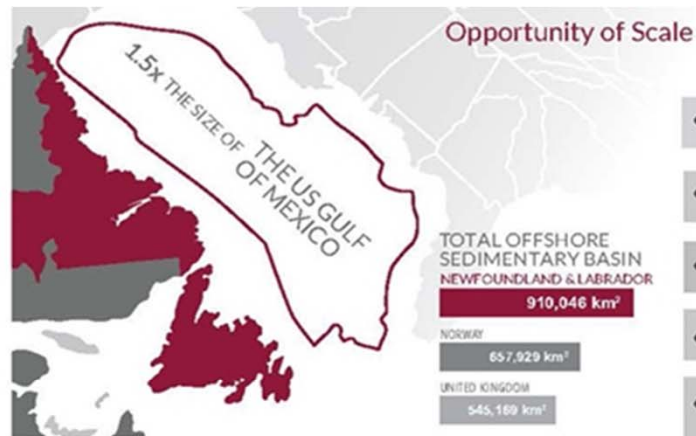 Opportunity of Scale
1.5x THE SIZE OF
THE US GULF
OF MEXICO
TOTAL OFFSHORE
SEDIMENTARY BASIN
NEWFOUNDLAND & LABRADOR
910,046 km²
NORWAY
657,929 km²
UNITED KINGDOM
545,169 km²